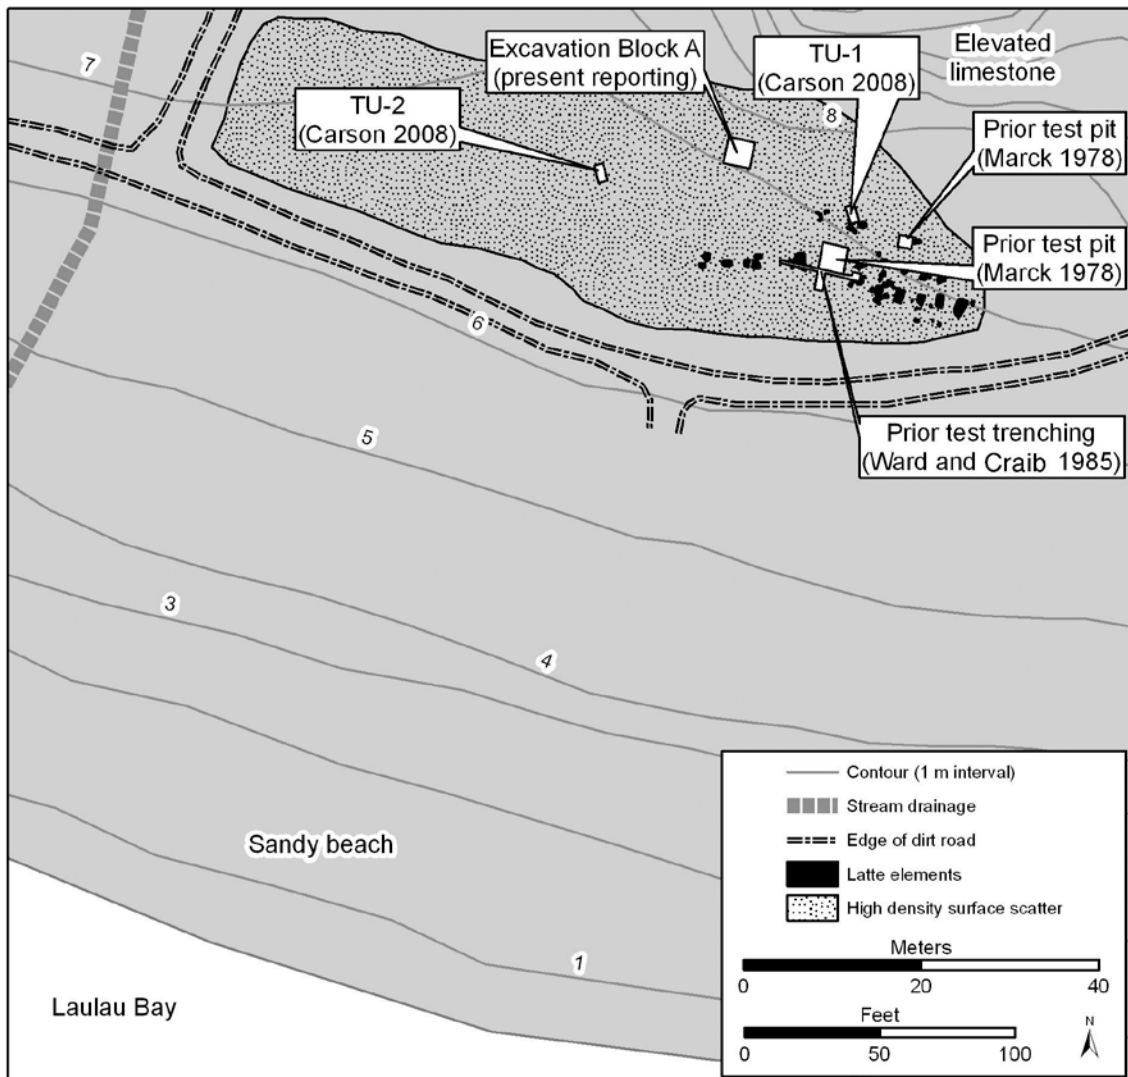 Elevated
limestone
Excavation Block A
(present reporting)
TU-1
(Carson 2008)
7
TU-2
(Carson 2008)
8
Prior test pit
(Marck 1978)
Prior test pit
(Marck 1978)
6
Prior test trenching
(Ward and Craib 1985)
5
3
4
Sandy beach
1
Laulau Bay
Contour (1 m interval)
Stream drainage
Edge of dirt road
Latte elements
High density surface scatter
Meters
0 20 40
Feet
0 50 100
N